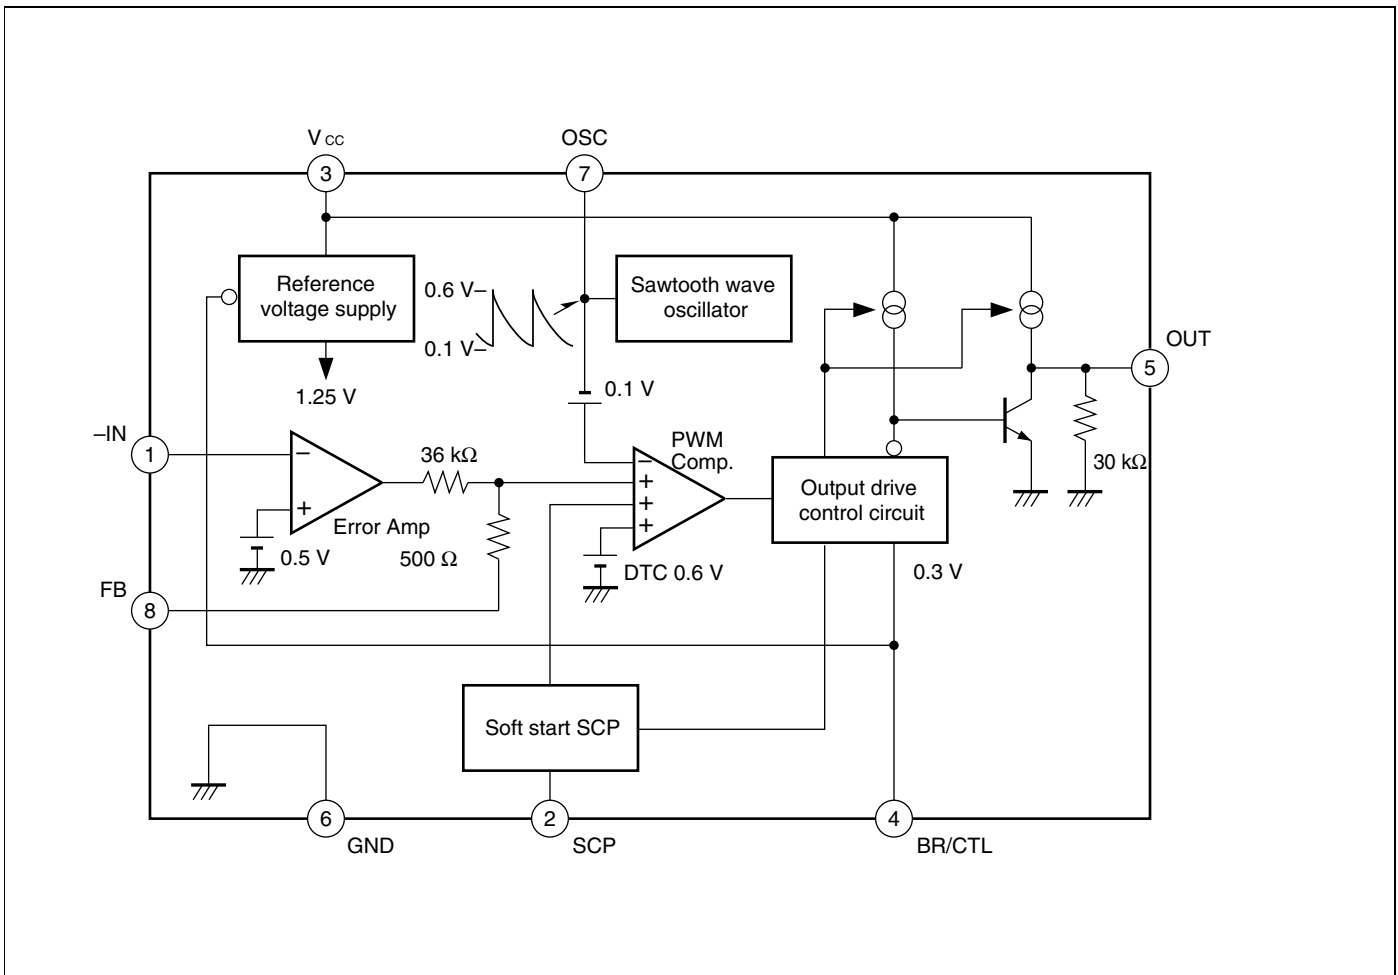 VCC
OSC
3
7
Reference
voltage supply
0.6 V
Sawtooth wave
oscillator
0.1 V
1.25 V
0.1 V
OUT
5
–IN
1
−
+
Error Amp
0.5 V
36 kΩ
500 Ω
PWM
Comp.
−
+
+
+
DTC 0.6 V
Output drive
control circuit
30 kΩ
0.3 V
FB
8
Soft start SCP
6
2
4
GND
SCP
BR/CTL